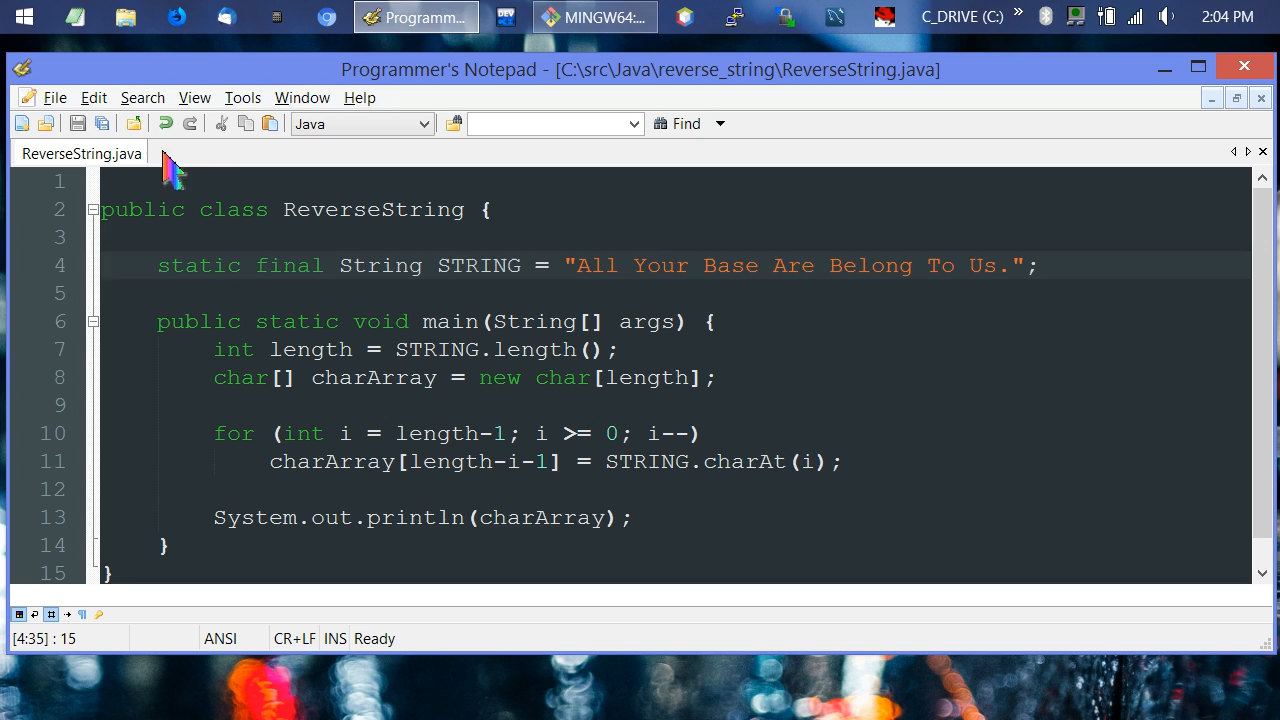 Programm...
DEV
MINGW64:...
C_DRIVE (C:)
2:04 PM
Programmer's Notepad - [C:\src\Java\reverse_string\ReverseString.java]
File Edit Search View Tools Window Help
Java
Find
ReverseString.java
1
2 public class ReverseString {
3
4 static final String STRING = "All Your Base Are Belong To Us.";
5
6 public static void main(String[] args) {
7 int length = STRING.length();
8 char[] charArray = new char[length];
9
10 for (int i = length-1; i >= 0; i--)
11 charArray[length-i-1] = STRING.charAt(i);
12
13 System.out.println(charArray);
14 }
15 }
[4:35] : 15 ANSI CR+LF INS Ready